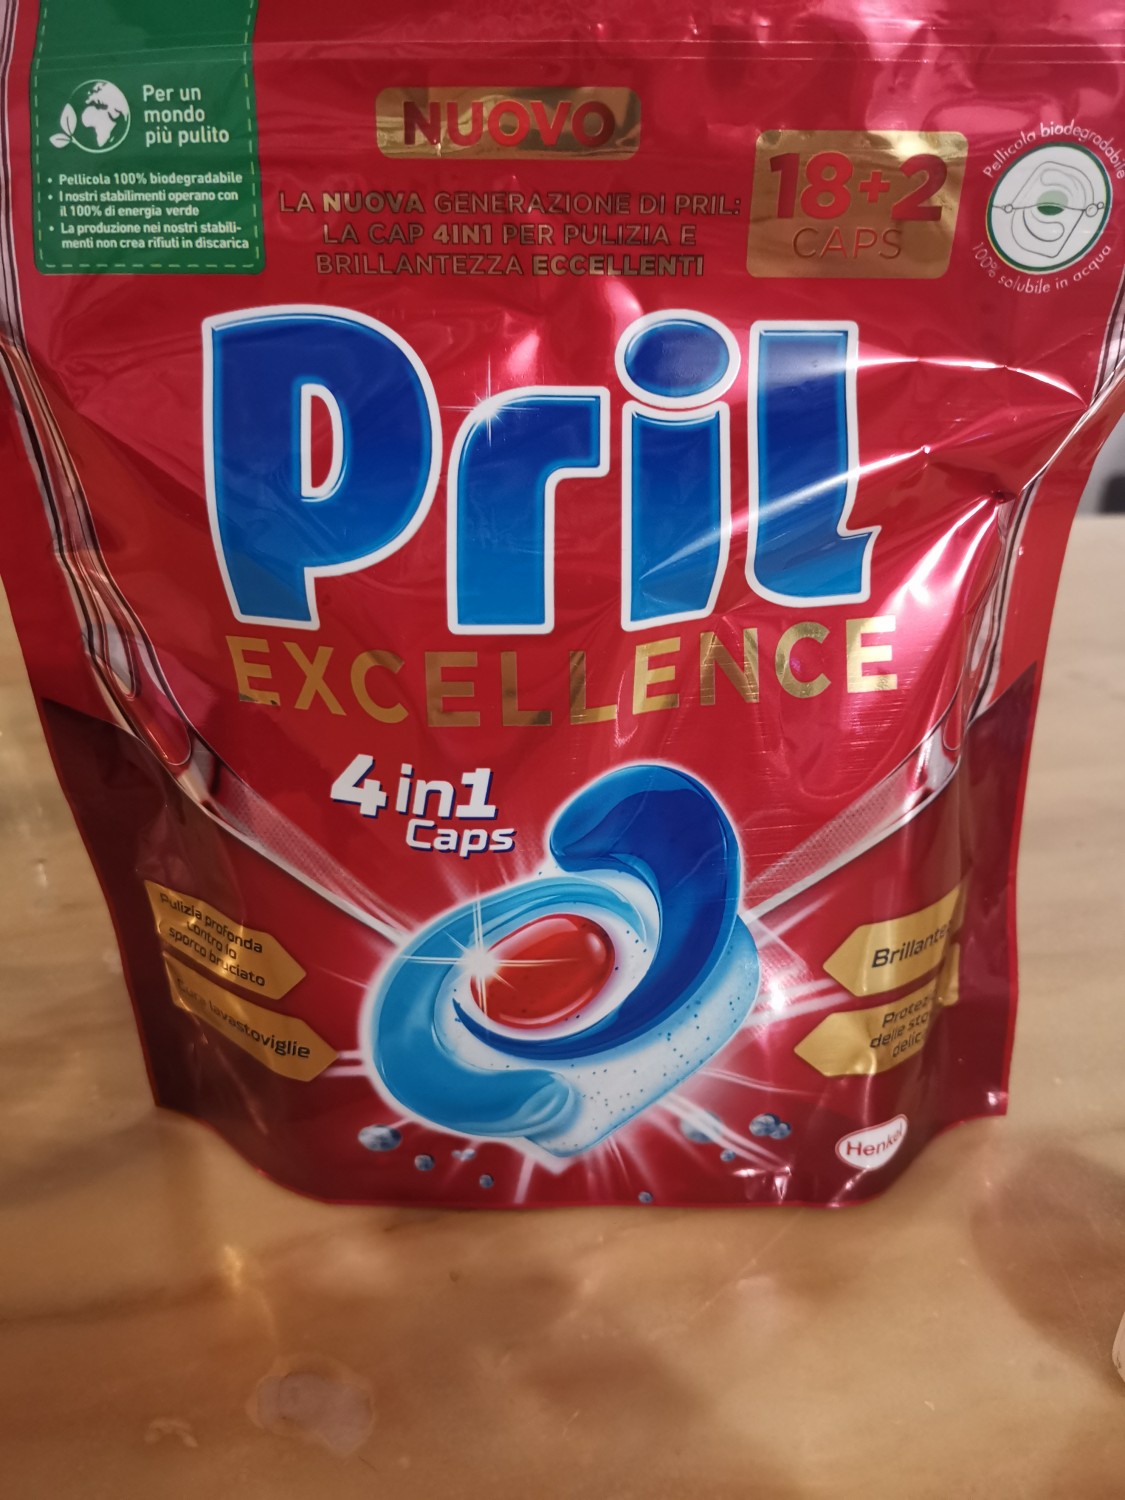 Per un
mondo
più pulito
• Pellicola 100% biodegradabile
• I nostri stabilimenti operano con
il 100% di energia verde
• La produzione nei nostri stabili-
menti non crea rifiuti in discarica
NUOVO
LA NUOVA GENERAZIONE DI PRIL:
LA CAP 4IN1 PER PULIZIA E
BRILLANTEZZA ECCELLENTI
18+2
CAPS
Pellicola biodegradabile
100% solubile in acqua
Pril
EXCELLENCE
4in1
Caps
Pulizia profonda
contro lo
sporco bruciato
Cura lavastoviglie
delle
Henkel